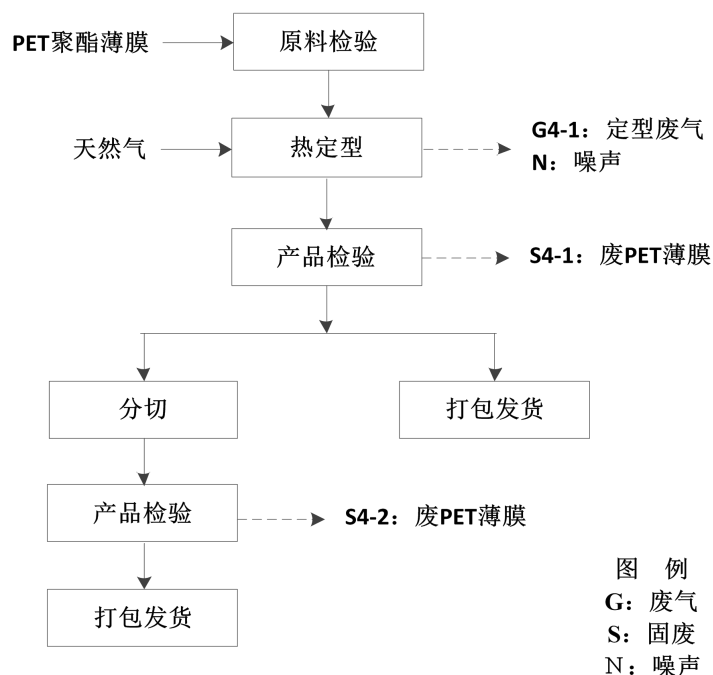 PET聚酯薄膜
原料检验
天然气
热定型
G4-1：定型废气
N：噪声
产品检验
S4-1：废PET薄膜
分切
打包发货
产品检验
S4-2：废PET薄膜
打包发货
图 例
G：废气
S：固废
N：噪声